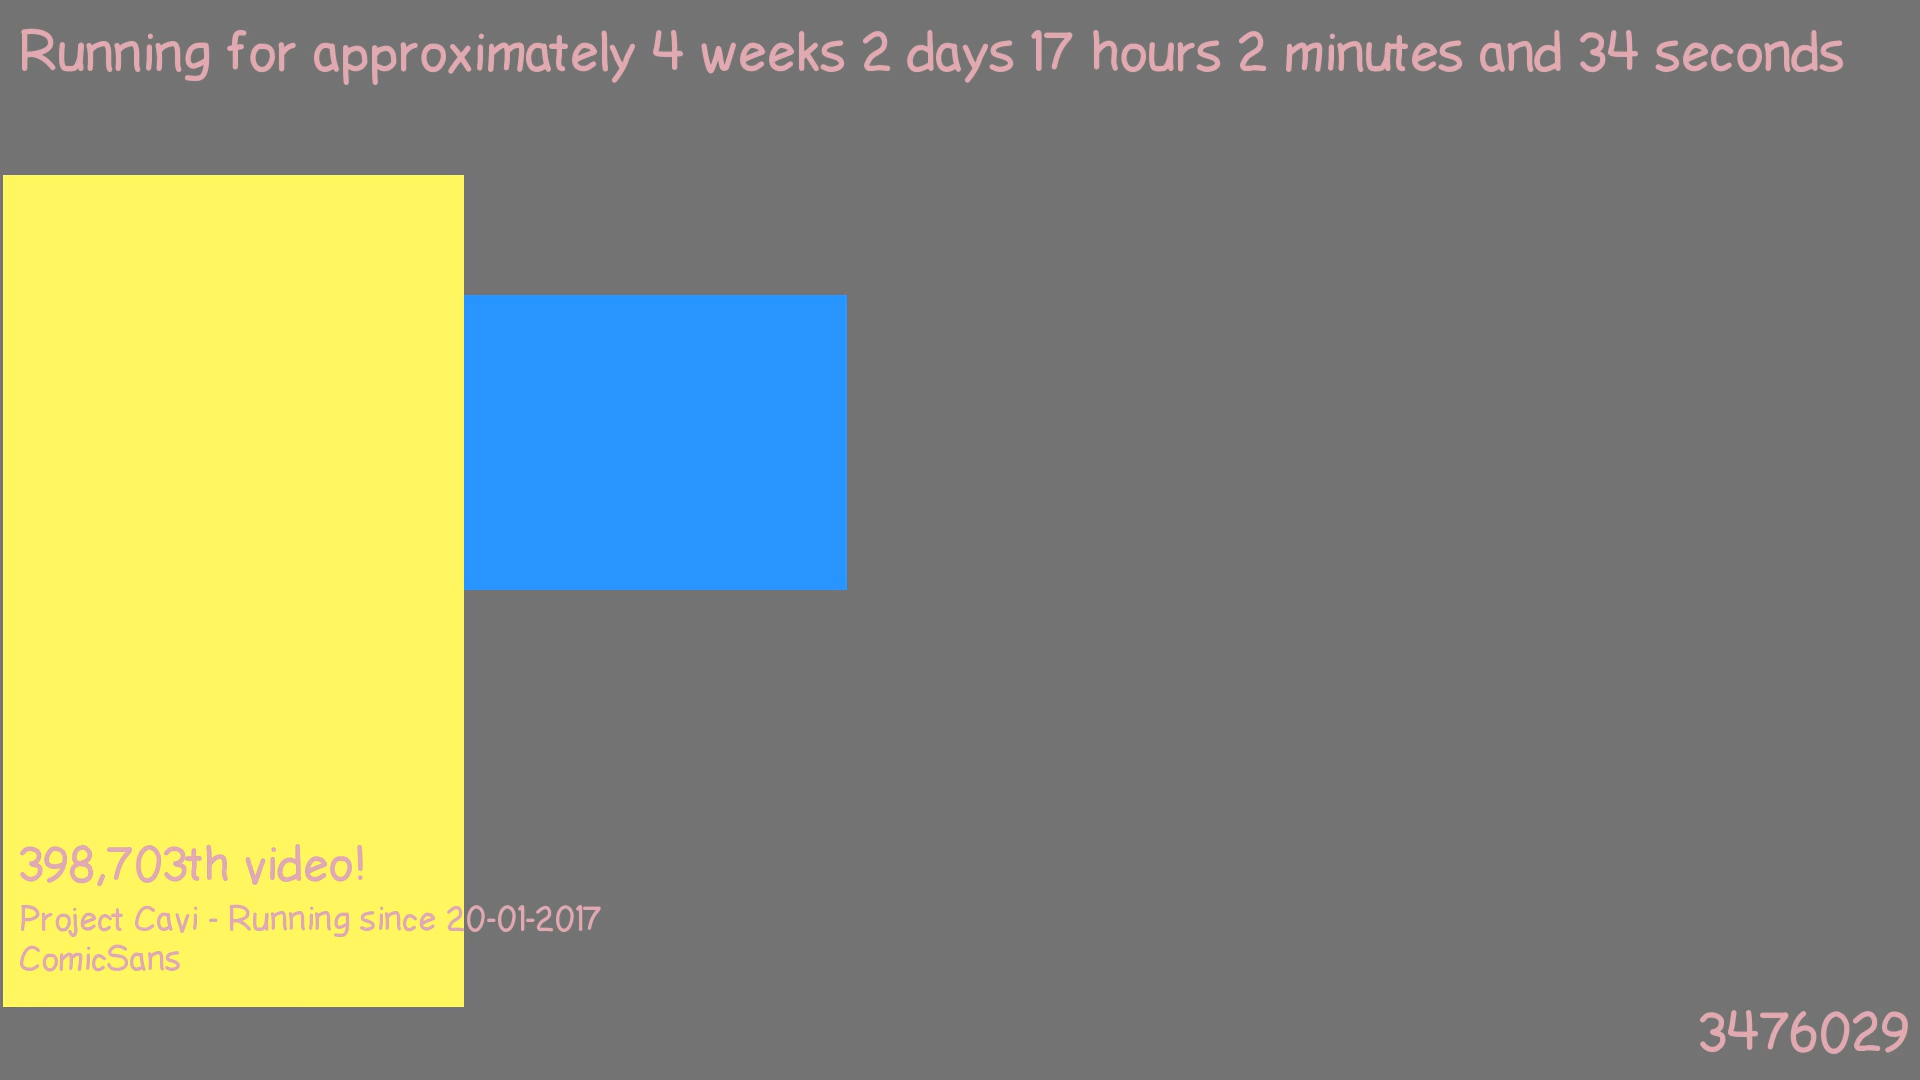 Running for approximately 4 weeks 2 days 17 hours 2 minutes and 34 seconds
398,703th video!
Project Cavi - Running since 20-01-2017
ComicSans
3476029